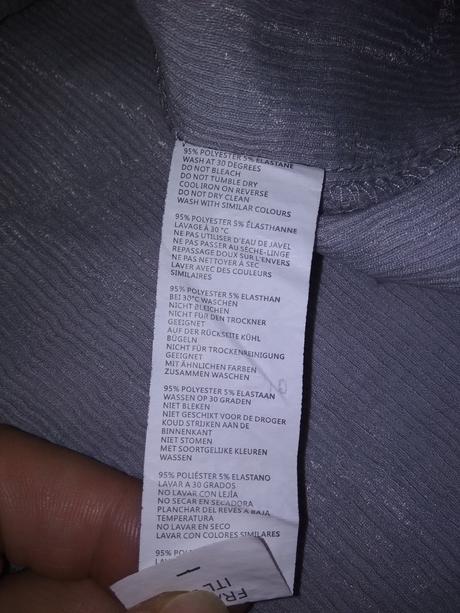 95% POLYESTER 5% ELASTANE
WASH AT 30 DEGREES
DO NOT BLEACH
DO NOT TUMBLE DRY
COOL IRON ON REVERSE
DO NOT DRY CLEAN
WASH WITH SIMILAR COLOURS
95% POLYESTER 5% ÉLASTHANNE
LAVAGE À 30 °C
NE PAS UTILISER D'EAU DE JAVEL
NE PAS PASSER AU SÈCHE-LINGE
REPASSAGE DOUX SUR L'ENVERS
NE PAS NETTOYER À SEC
LAVER AVEC DES COULEURS
SIMILAIRES
95% POLYESTER 5% ELASTHAN
BEI 30°C WASCHEN
NICHT BLEICHEN
NICHT FÜR DEN TROCKNER
GEEIGNET
AUF DER RÜCKSEITE KÜHL
BÜGELN
NICHT FÜR TROCKENREINIGUNG
GEEIGNET
MIT ÄHNLICHEN FARBEN
ZUSAMMEN WASCHEN
95% POLYESTER 5% ELASTAAN
WASSEN OP 30 GRADEN
NIET BLEKEN
NIET GESCHIKT VOOR DE DROGER
KOUD STRIJKEN AAN DE
BINNENKANT
NIET STOMEN
MET SOORTGELIJKE KLEUREN
WASSEN
95% POLIÉSTER 5% ELASTANO
LAVAR A 30 GRADOS
NO LAVAR CON LEJÍA
NO SECAR EN SECADORA
PLANCHAR DEL REVÉS A BAJA
TEMPERATURA
NO LAVAR EN SECO
LAVAR CON COLORES SIMILARES
95%